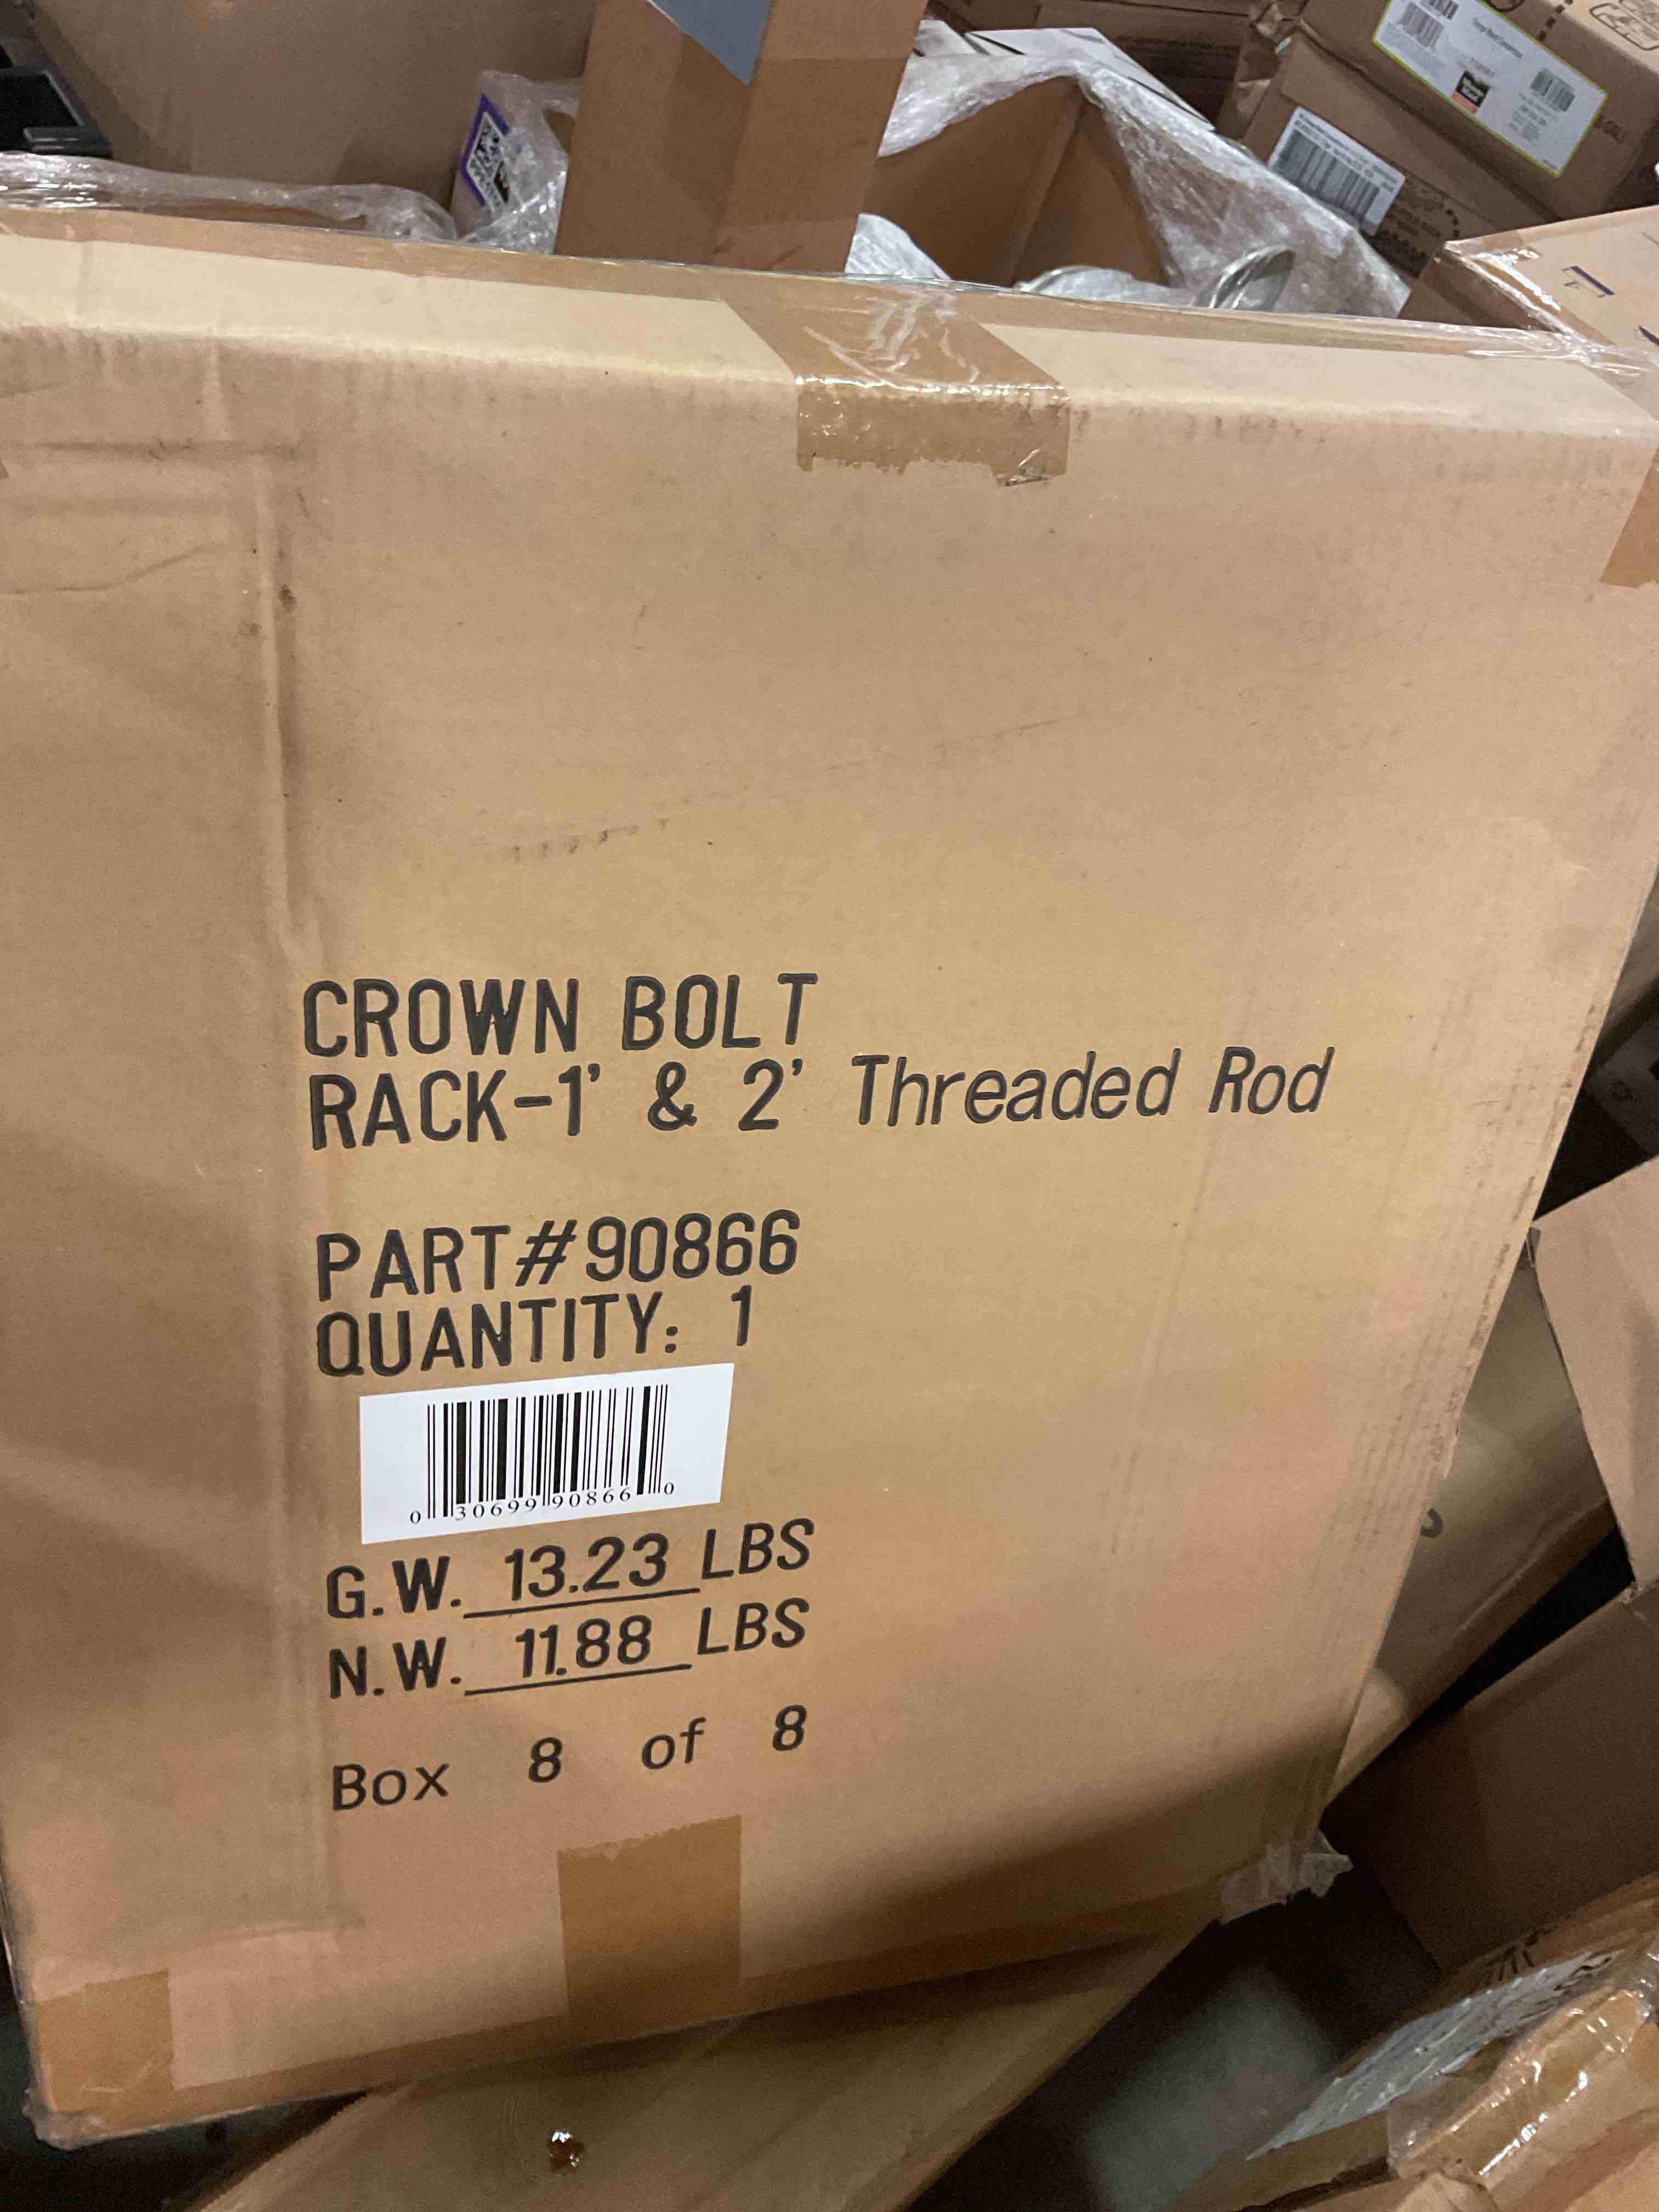 CROWN BOLT
RACK-1' & 2' Threaded Rod
PART#90866
QUANTITY: 1
0 30699 90866 0
G.W. 13.23 LBS
N.W. 11.88 LBS
Box 8 of 8